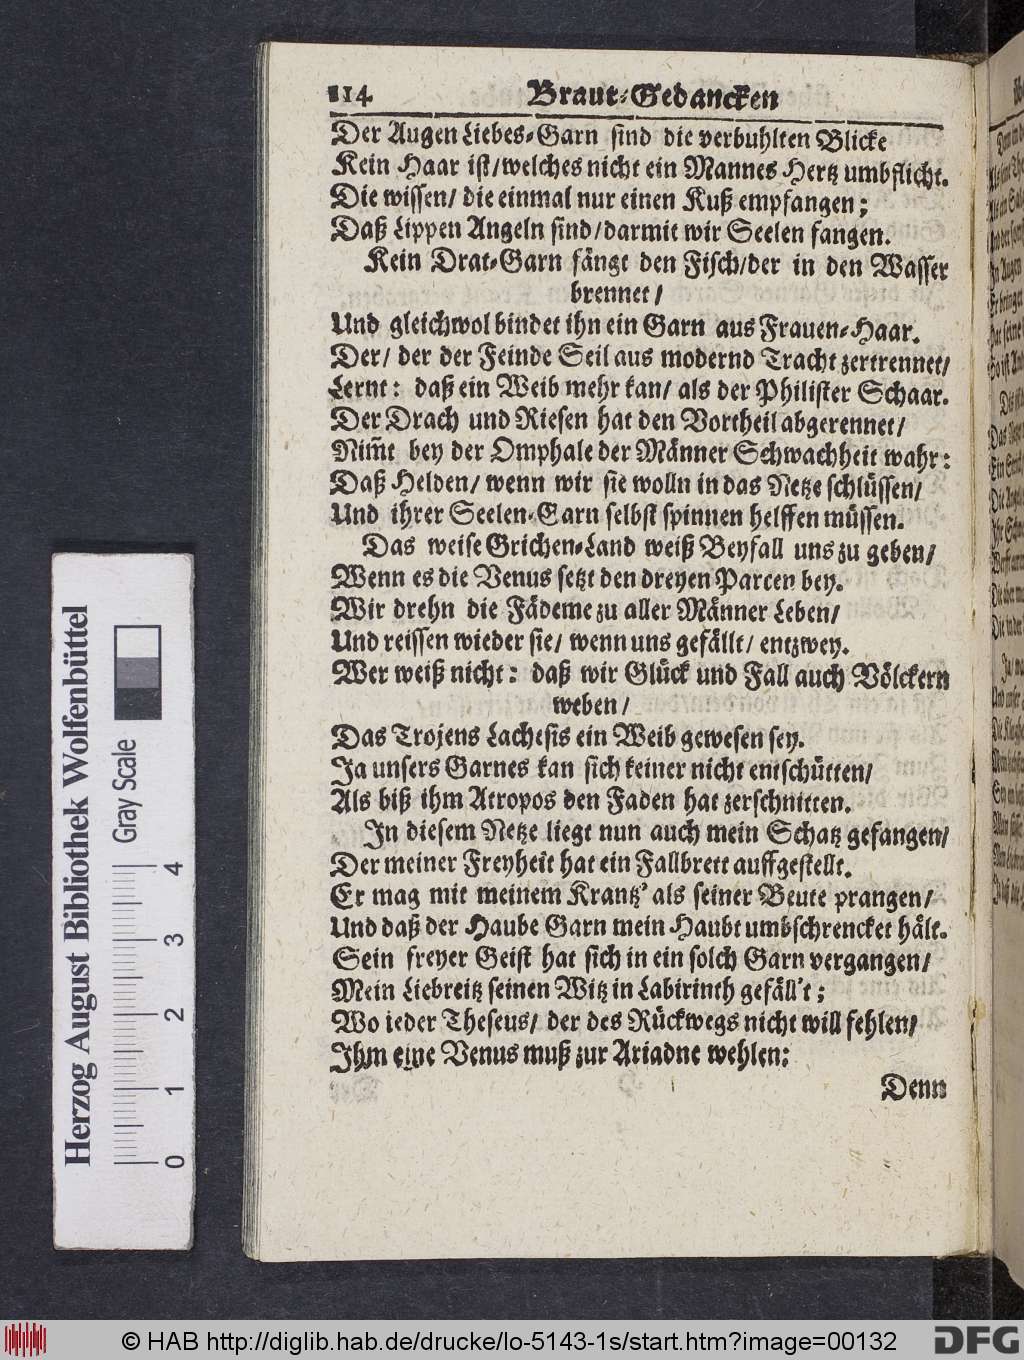 114. Braut-Gedancken
Der Augen Liebes-Garn sind die verbuhlten Blicke
Kein Haar ist/welches nicht ein Mannes Hertz umbflicht.
Die wissen/ die einmal nur einen Kuß empfangen;
Daß Lippen Angeln sind/darmit wir Seelen fangen.
Kein Drat-Garn fängt den Fisch/der in den Wasser
brennet/
Und gleichwol bindet ihn ein Garn aus Frauen-Haar.
Der/ der der Feinde Seil aus modernd Tracht zertrennet/
Lernt: daß ein Weib mehr kan/ als der Philister Schaar.
Der Drach und Riesen hat den Vortheil abgerennet/
Nim̃t bey der Omphale der Männer Schwachheit wahr:
Daß Helden/ wenn wir sie wolln in das Netze schlüssen/
Und ihrer Seelen-Garn selbst spinnen helffen müssen.
Das weise Grichen-Land weiß Beyfall uns zu geben/
Wenn es die Venus setzt den dreyen Parcen bey.
Wir drehn die Fädeme zu aller Männer Leben/
Und reissen wieder sie/ wenn uns gefällt/ entzwey.
Wer weiß nicht: daß wir Glück und Fall auch Völckern
weben/
Das Trojens Lachesis ein Weib gewesen sey.
Ja unsers Garnes kan sich keiner nicht entschütten/
Als biß ihm Atropos den Faden hat zerschnitten.
In diesem Netze liegt nun auch mein Schatz gefangen/
Der meiner Freyheit hat ein Fallbrett auffgestellt.
Er mag mit meinem Krantz' als seiner Beute prangen/
Und daß der Haube Garn mein Haubt umbschrencket hält.
Sein freyer Geist hat sich in ein solch Garn vergangen/
Mein Liebreitz seinen Witz in Labirinth gefäll't;
Wo ieder Theseus/ der des Rückwegs nicht will fehlen/
Ihm eine Venus muß zur Ariadne wehlen:
Denn
Herzog August Bibliothek Wolfenbüttel
Gray Scale
0 1 2 3 4
© HAB http://diglib.hab.de/drucke/lo-5143-1s/start.htm?image=00132
DFG